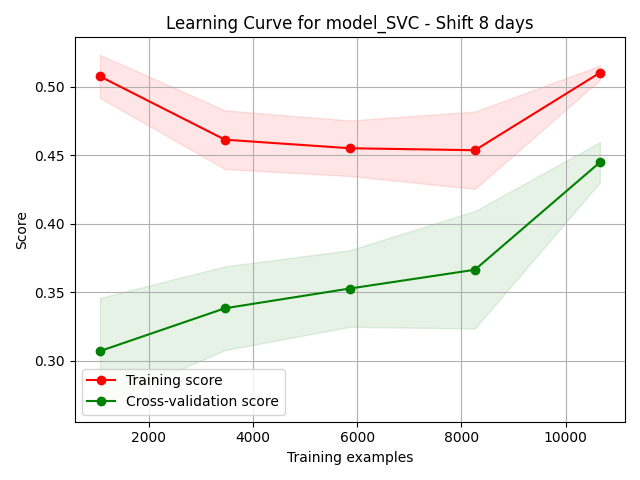 Learning Curve for model_SVC - Shift 8 days
Score
0.50
0.45
0.40
0.35
0.30
Training score
Cross-validation score
2000 4000 6000 8000 10000
Training examples